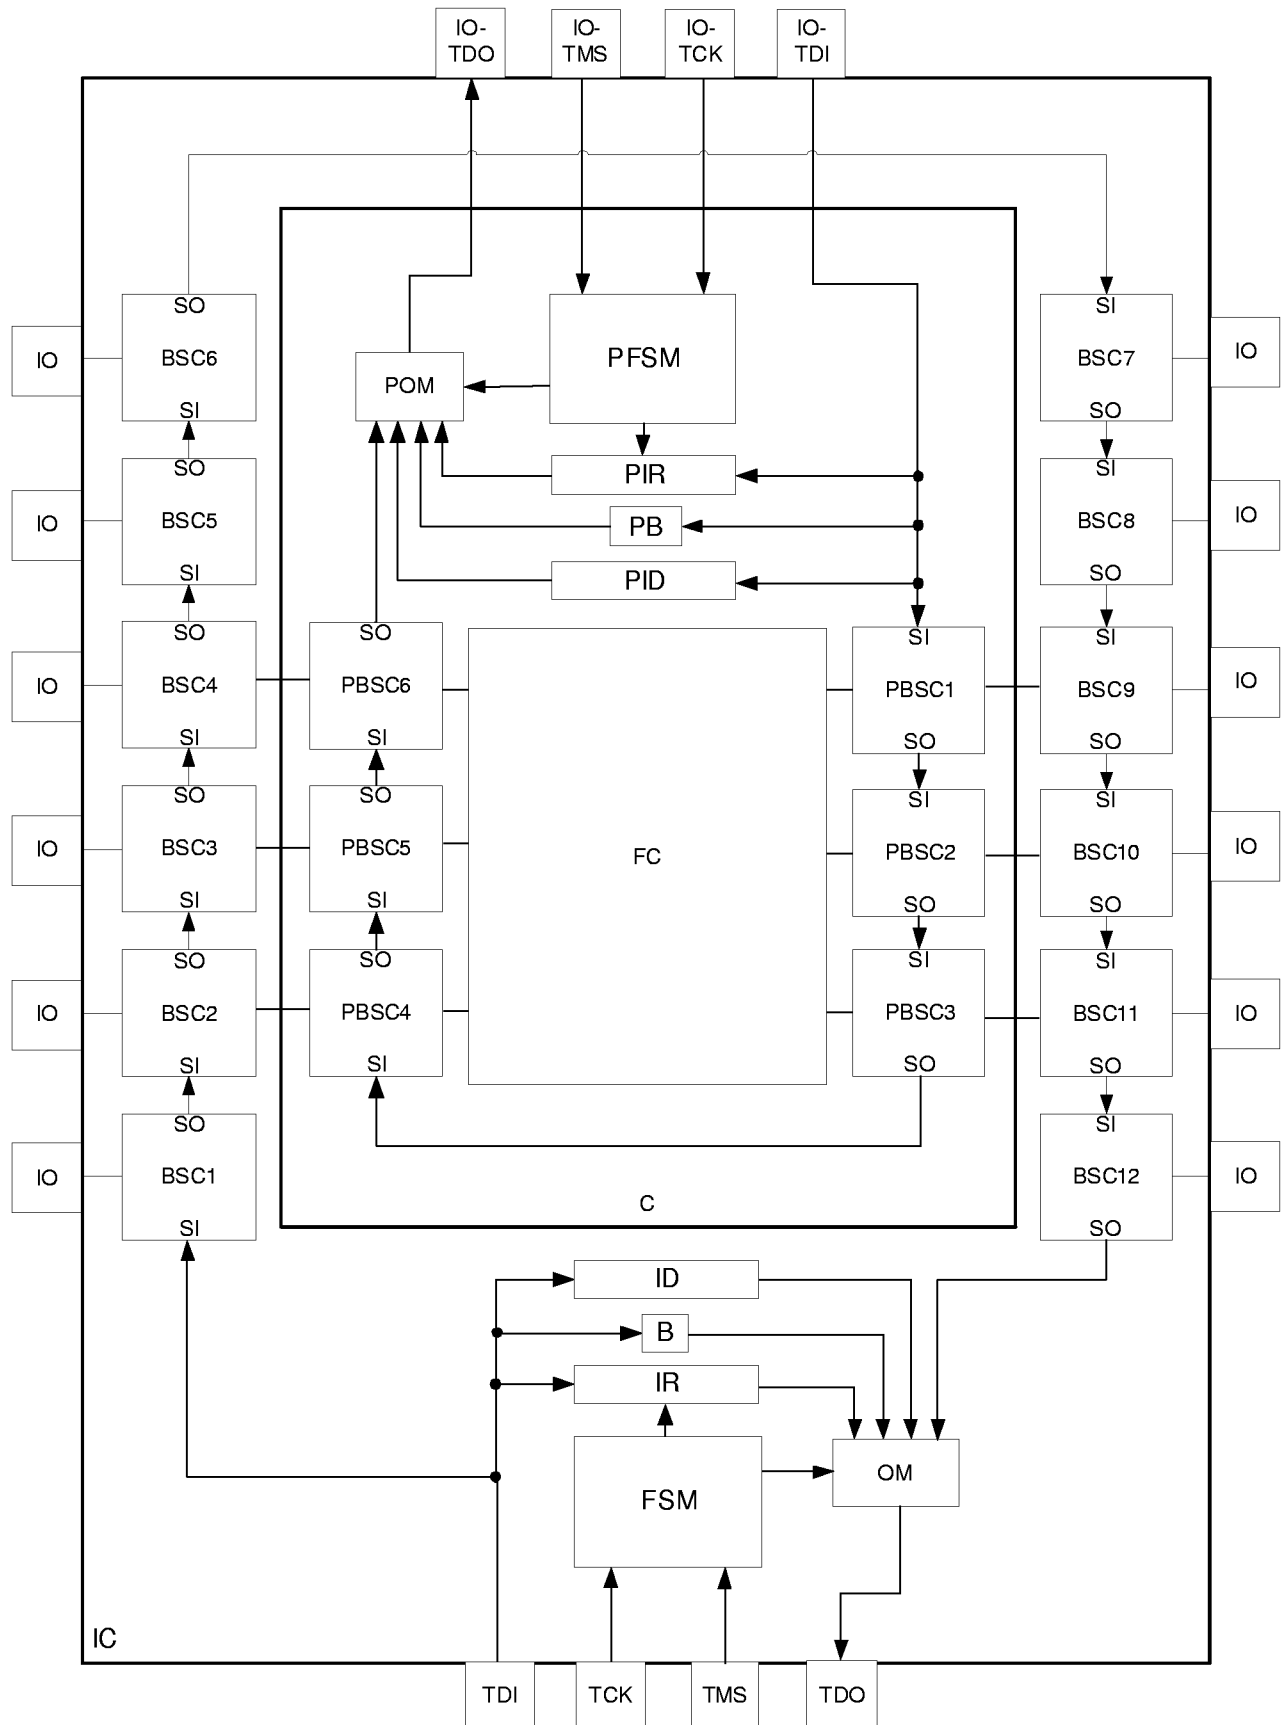 IO-
TDO
IO-
TMS
IO-
TCK
IO-
TDI
SO
BSC6
SI
IO
POM
PFSM
SI
BSC7
SO
IO
PIR
PB
PID
SO
BSC5
SI
IO
SI
BSC8
SO
IO
SO
BSC4
SI
IO
SO
PBSC6
SI
SI
PBSC1
SO
SI
BSC9
SO
IO
SO
BSC3
SI
IO
SO
PBSC5
SI
FC
SI
PBSC2
SO
SI
BSC10
SO
IO
SO
BSC2
SI
IO
SO
PBSC4
SI
SI
PBSC3
SO
SI
BSC11
SO
IO
SO
BSC1
SI
IO
C
SI
BSC12
SO
IO
ID
B
IR
FSM
OM
IC
TDI
TCK
TMS
TDO